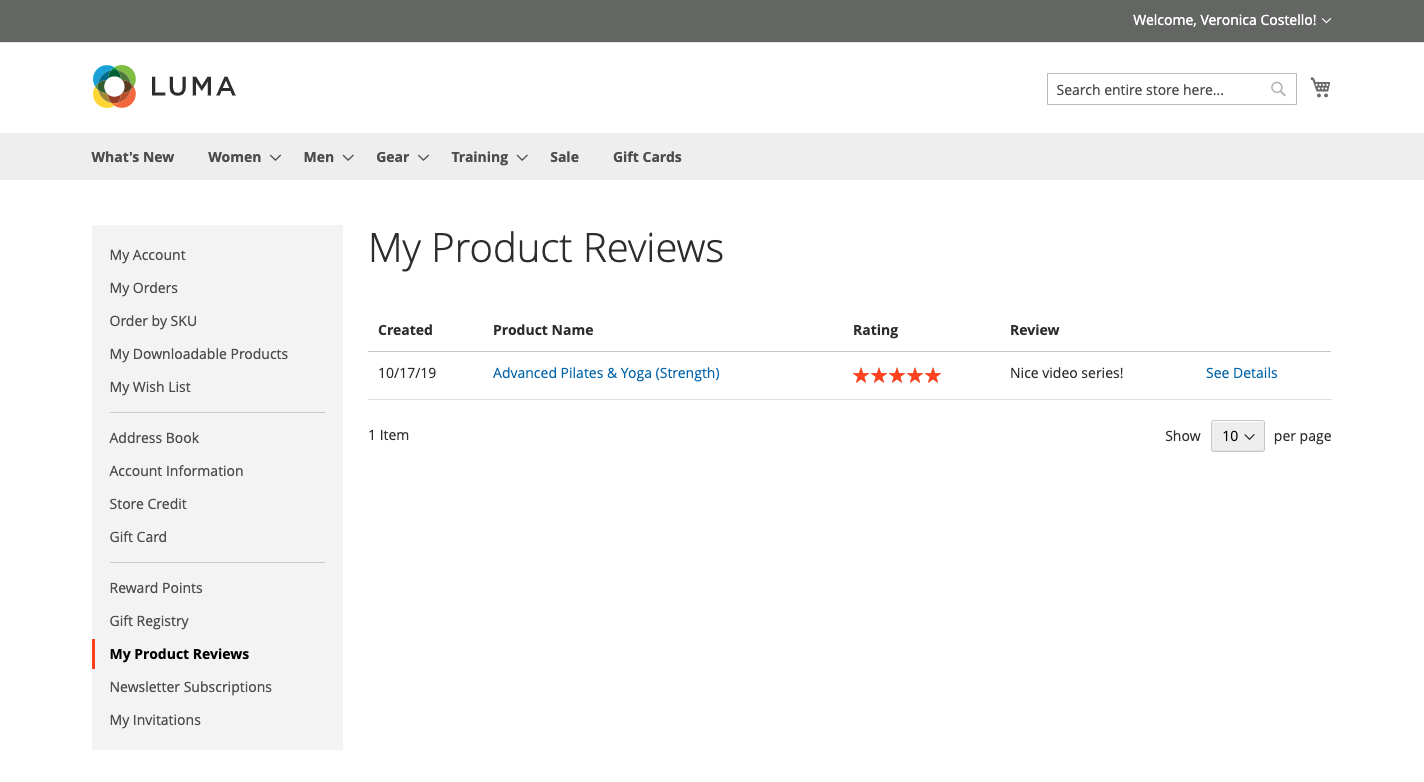 Welcome, Veronica Costello!
LUMA
Search entire store here...
What's New Women Men Gear Training Sale Gift Cards
My Account
My Orders
Order by SKU
My Downloadable Products
My Wish List
Address Book
Account Information
Store Credit
Gift Card
Reward Points
Gift Registry
My Product Reviews
Newsletter Subscriptions
My Invitations
My Product Reviews
Created Product Name Rating Review
10/17/19 Advanced Pilates & Yoga (Strength) Nice video series! See Details
1 Item Show 10 per page